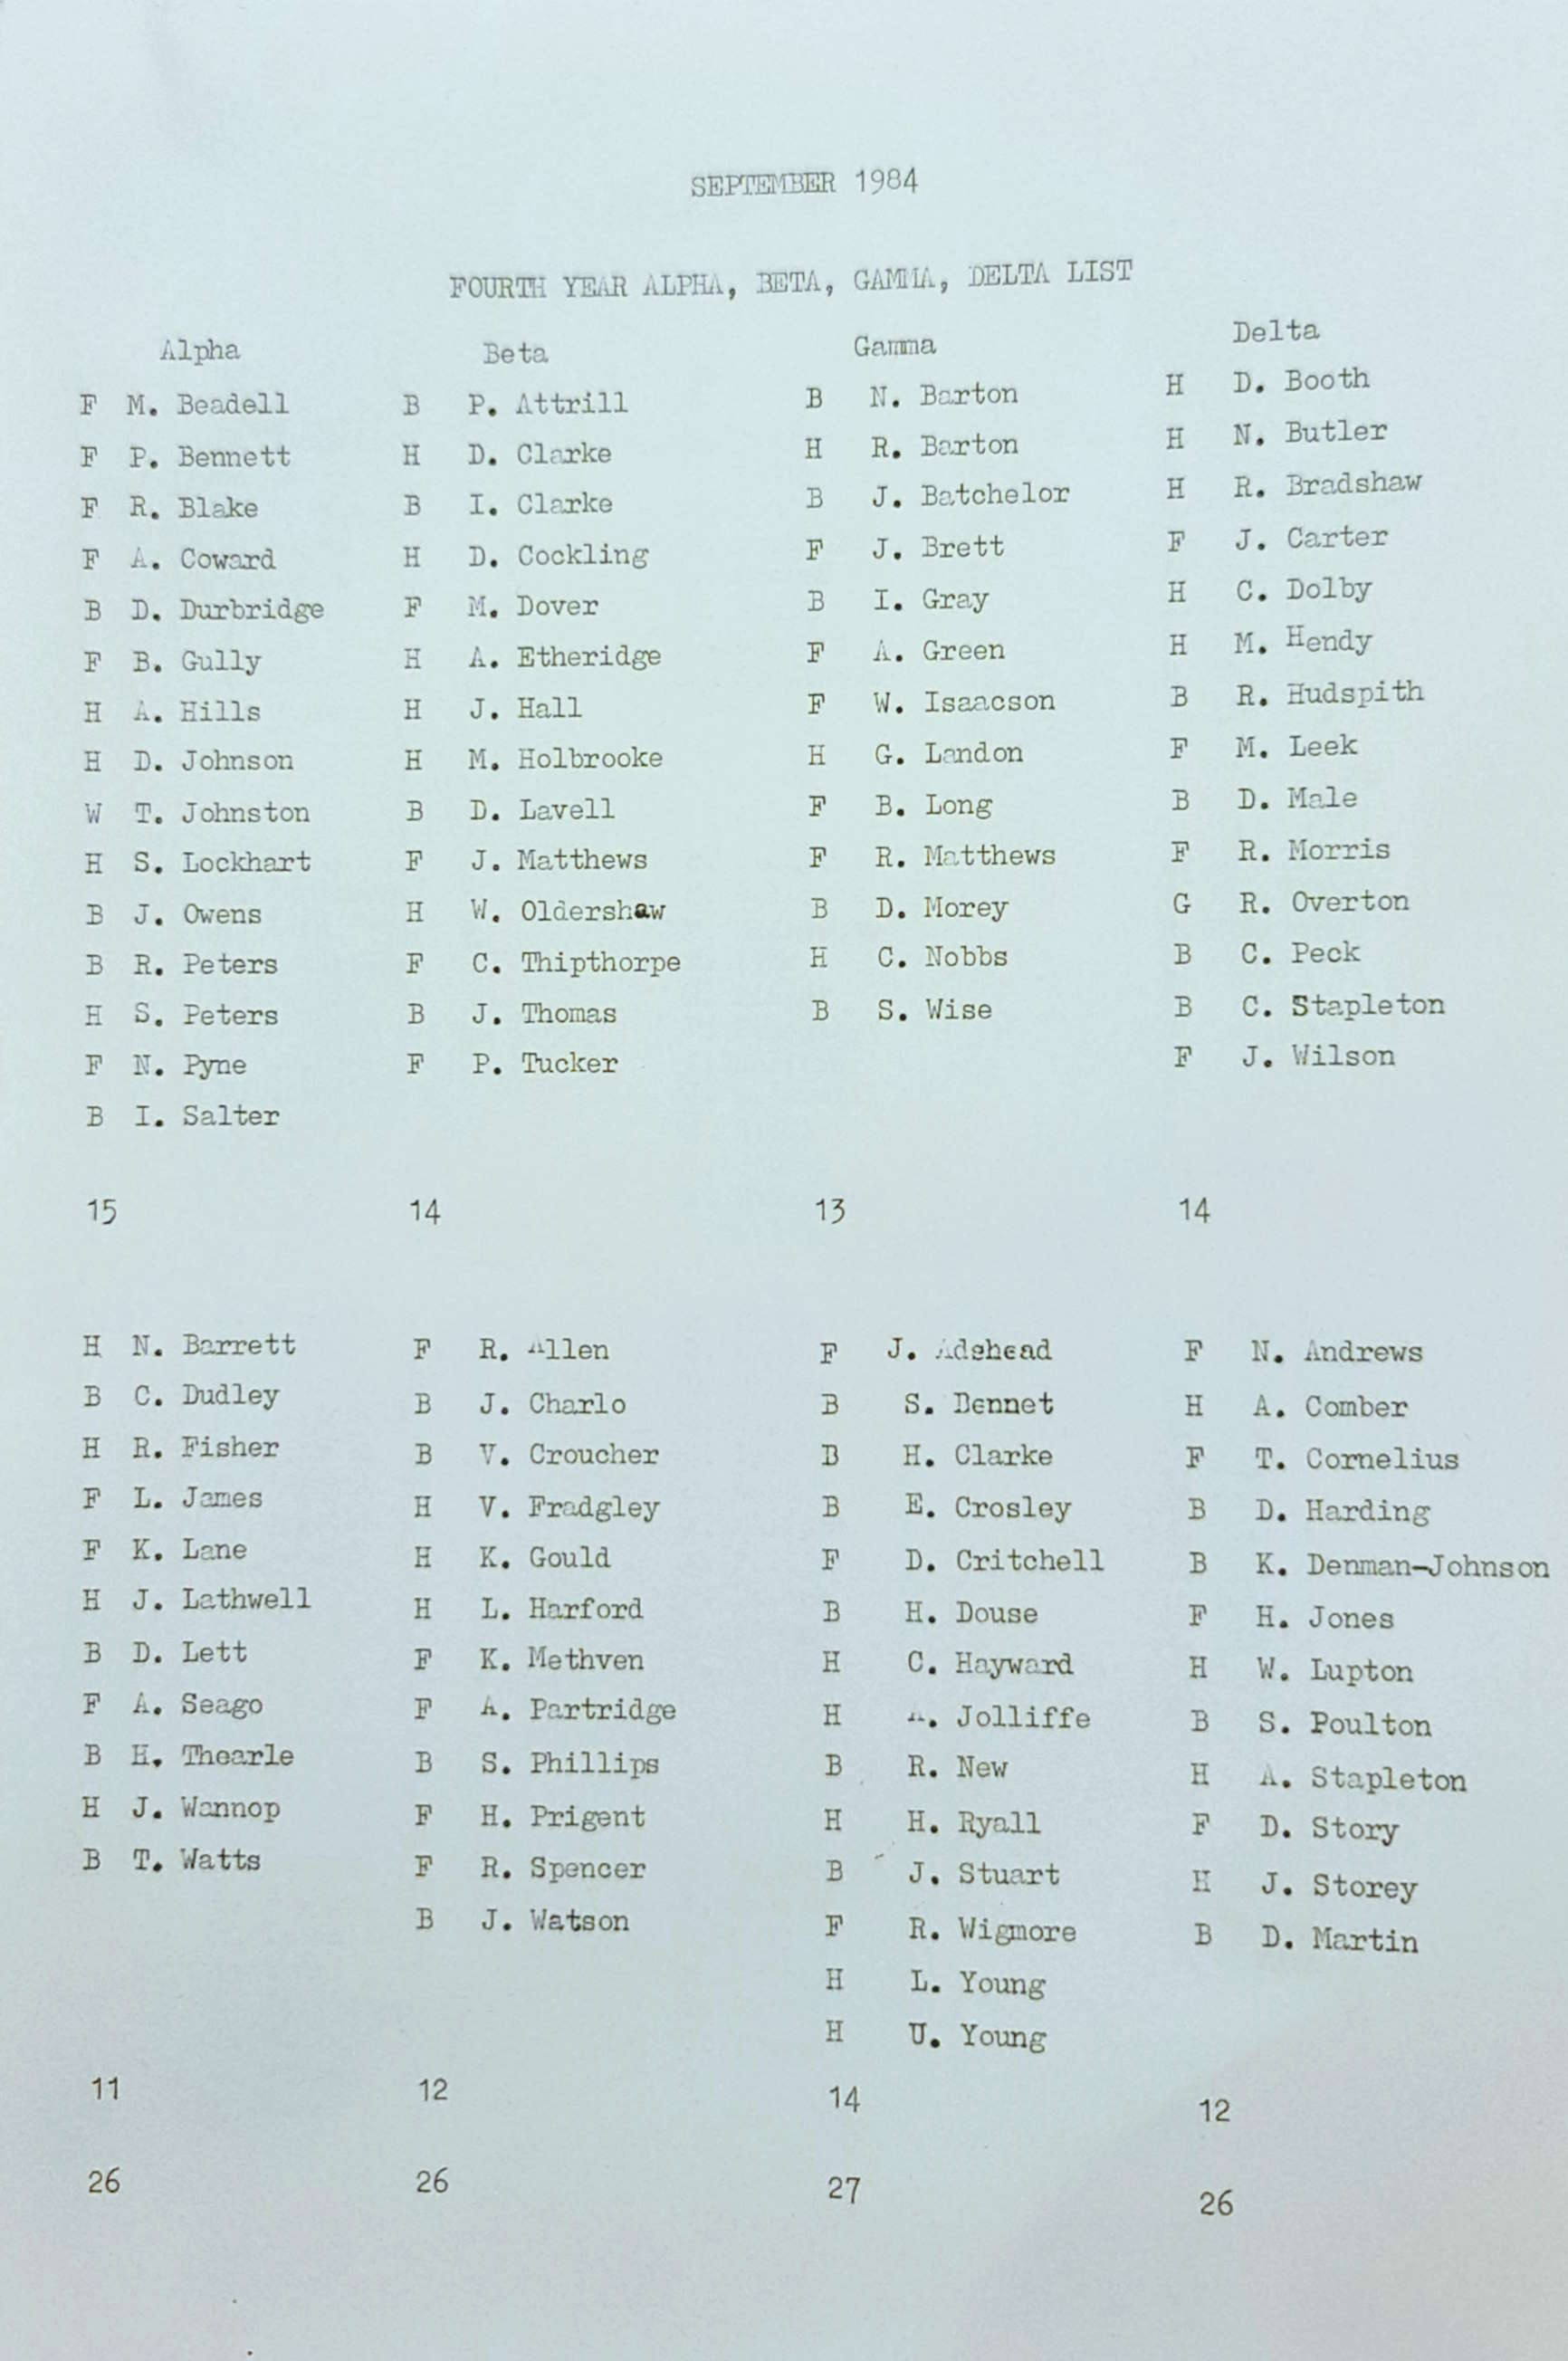 SEPTEMBER 1984
FOURTH YEAR ALPHA, BETA, GAMMA, DELTA LIST
Alpha
F M. Beadell
F P. Bennett
F R. Blake
F A. Coward
B D. Durbridge
F B. Gully
H A. Hills
H D. Johnson
W T. Johnston
H S. Lockhart
B J. Owens
B R. Peters
H S. Peters
F N. Pyne
B I. Salter
15
Beta
B P. Attrill
H D. Clarke
B I. Clarke
H D. Cockling
F M. Dover
H A. Etheridge
H J. Hall
H M. Holbrooke
B D. Lavell
F J. Matthews
H W. Oldershaw
F C. Thipthorpe
B J. Thomas
F P. Tucker
14
Gamma
B N. Barton
H R. Barton
B J. Batchelor
F J. Brett
B I. Gray
F A. Green
F W. Isaacson
H G. Landon
F B. Long
F R. Matthews
B D. Morey
H C. Nobbs
B S. Wise
13
Delta
H D. Booth
H N. Butler
H R. Bradshaw
F J. Carter
H C. Dolby
H M. Hendy
B R. Hudspith
F M. Leek
B D. Male
F R. Morris
G R. Overton
B C. Peck
B C. Stapleton
F J. Wilson
14
H N. Barrett
B C. Dudley
H R. Fisher
F L. James
F K. Lane
H J. Lathwell
B D. Lett
F A. Seago
B H. Thearle
H J. Wannop
B T. Watts
11
26
F R. Allen
B J. Charlo
B V. Croucher
H V. Fradgley
H K. Gould
H L. Harford
F K. Methven
F A. Partridge
B S. Phillips
F H. Prigent
F R. Spencer
B J. Watson
12
26
F J. Adshead
B S. Bennet
B H. Clarke
B E. Crosley
F D. Critchell
B H. Douse
H C. Hayward
H A. Jolliffe
B R. New
H H. Ryall
B J. Stuart
F R. Wigmore
H L. Young
H U. Young
14
27
F N. Andrews
H A. Comber
F T. Cornelius
B D. Harding
B K. Denman-Johnson
F H. Jones
H W. Lupton
B S. Poulton
H A. Stapleton
F D. Story
H J. Storey
B D. Martin
12
26